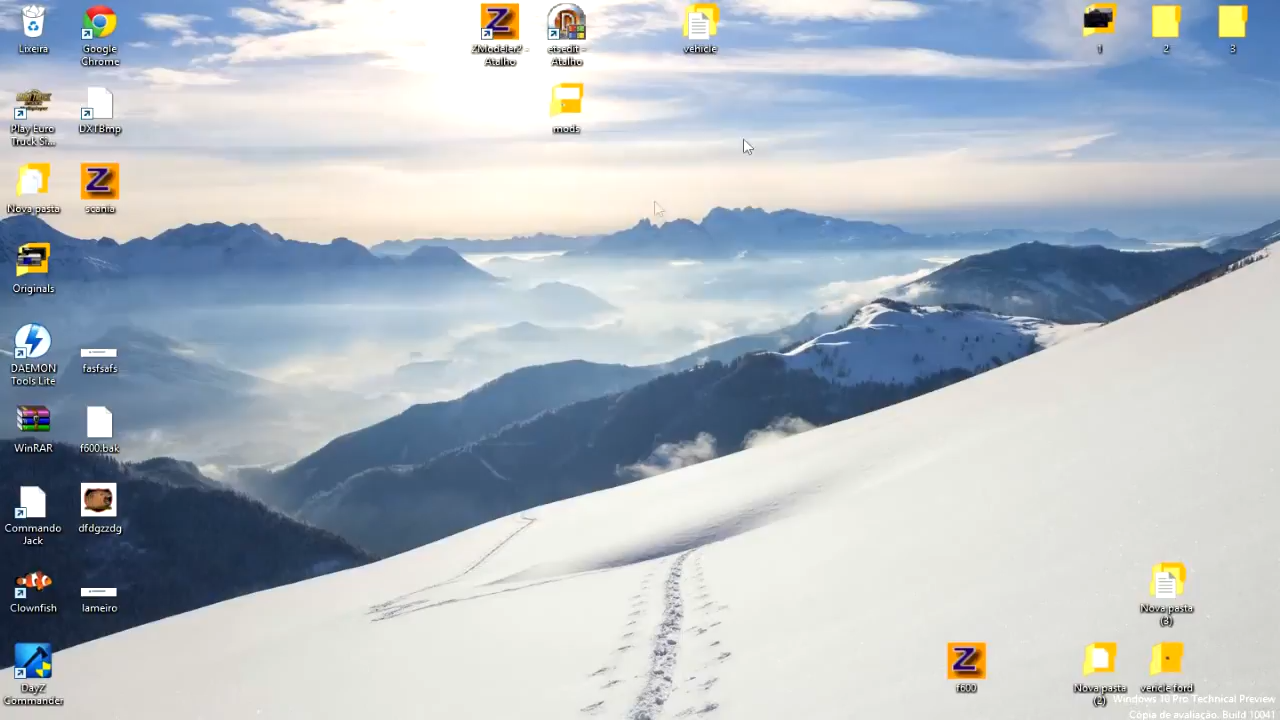 Lixeira
Google
Chrome
ZModeler2 -
Atalho
etsedit -
Atalho
vehicle
1
2
3
Play Euro
Truck Si...
DXTBmp
mods
Nova pasta
scania
Originals
DAEMON
Tools Lite
fasfsafs
WinRAR
f600.bak
Commando
Jack
dfdgzzdg
Clownfish
lameiro
Nova pasta
(3)
DayZ
Commander
f600
Nova pasta
(2)
vericle ford
Windows 10 Pro Technical Preview
Cópia de avaliação. Build 10041